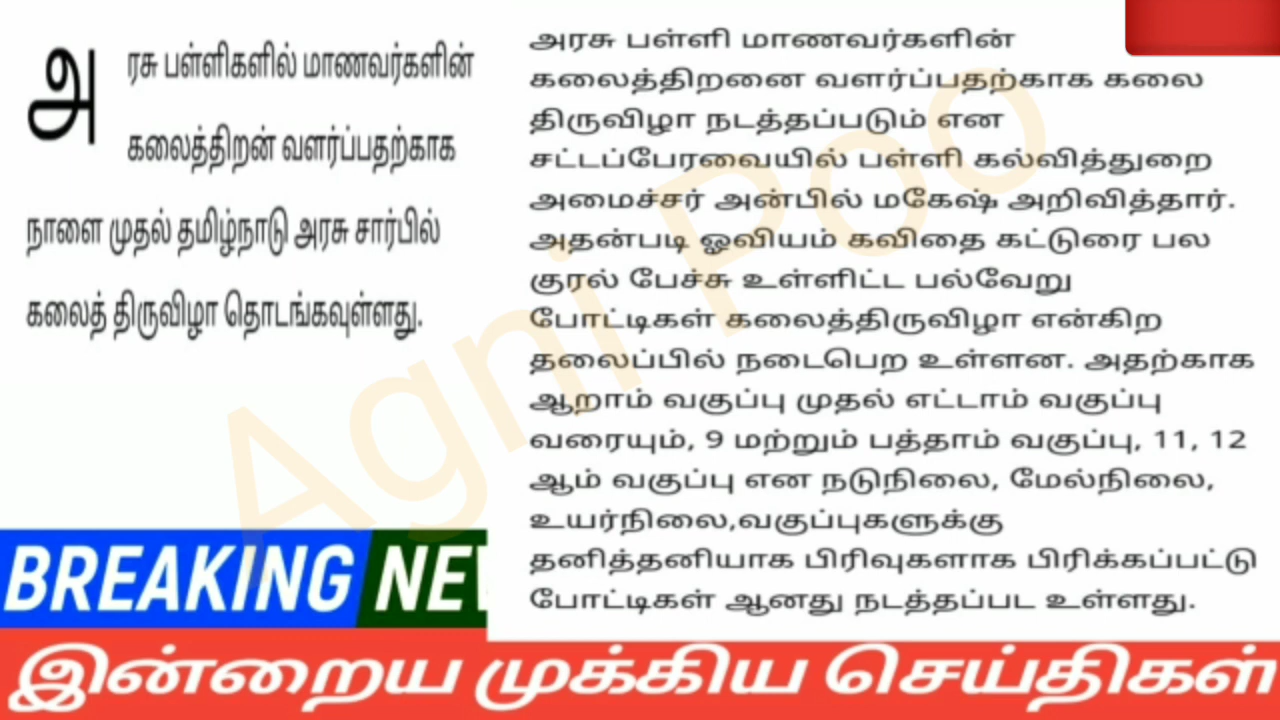 அரசு பள்ளிகளில் மாணவர்களின்
கலைத்திறன் வளர்ப்பதற்காக
நாளை முதல் தமிழ்நாடு அரசு சார்பில்
கலைத் திருவிழா தொடங்கவுள்ளது.
அரசு பள்ளி மாணவர்களின்
கலைத்திறனை வளர்ப்பதற்காக கலை
திருவிழா நடத்தப்படும் என
சட்டப்பேரவையில் பள்ளி கல்வித்துறை
அமைச்சர் அன்பில் மகேஷ் அறிவித்தார்.
அதன்படி ஓவியம் கவிதை கட்டுரை பல
குரல் பேச்சு உள்ளிட்ட பல்வேறு
போட்டிகள் கலைத்திருவிழா என்கிற
தலைப்பில் நடைபெற உள்ளன. அதற்காக
ஆறாம் வகுப்பு முதல் எட்டாம் வகுப்பு
வரையும், 9 மற்றும் பத்தாம் வகுப்பு, 11, 12
ஆம் வகுப்பு என நடுநிலை, மேல்நிலை,
உயர்நிலை,வகுப்புகளுக்கு
தனித்தனியாக பிரிவுகளாக பிரிக்கப்பட்டு
போட்டிகள் ஆனது நடத்தப்பட உள்ளது.
Agni Poo
BREAKING NE
இன்றைய முக்கிய செய்திகள்